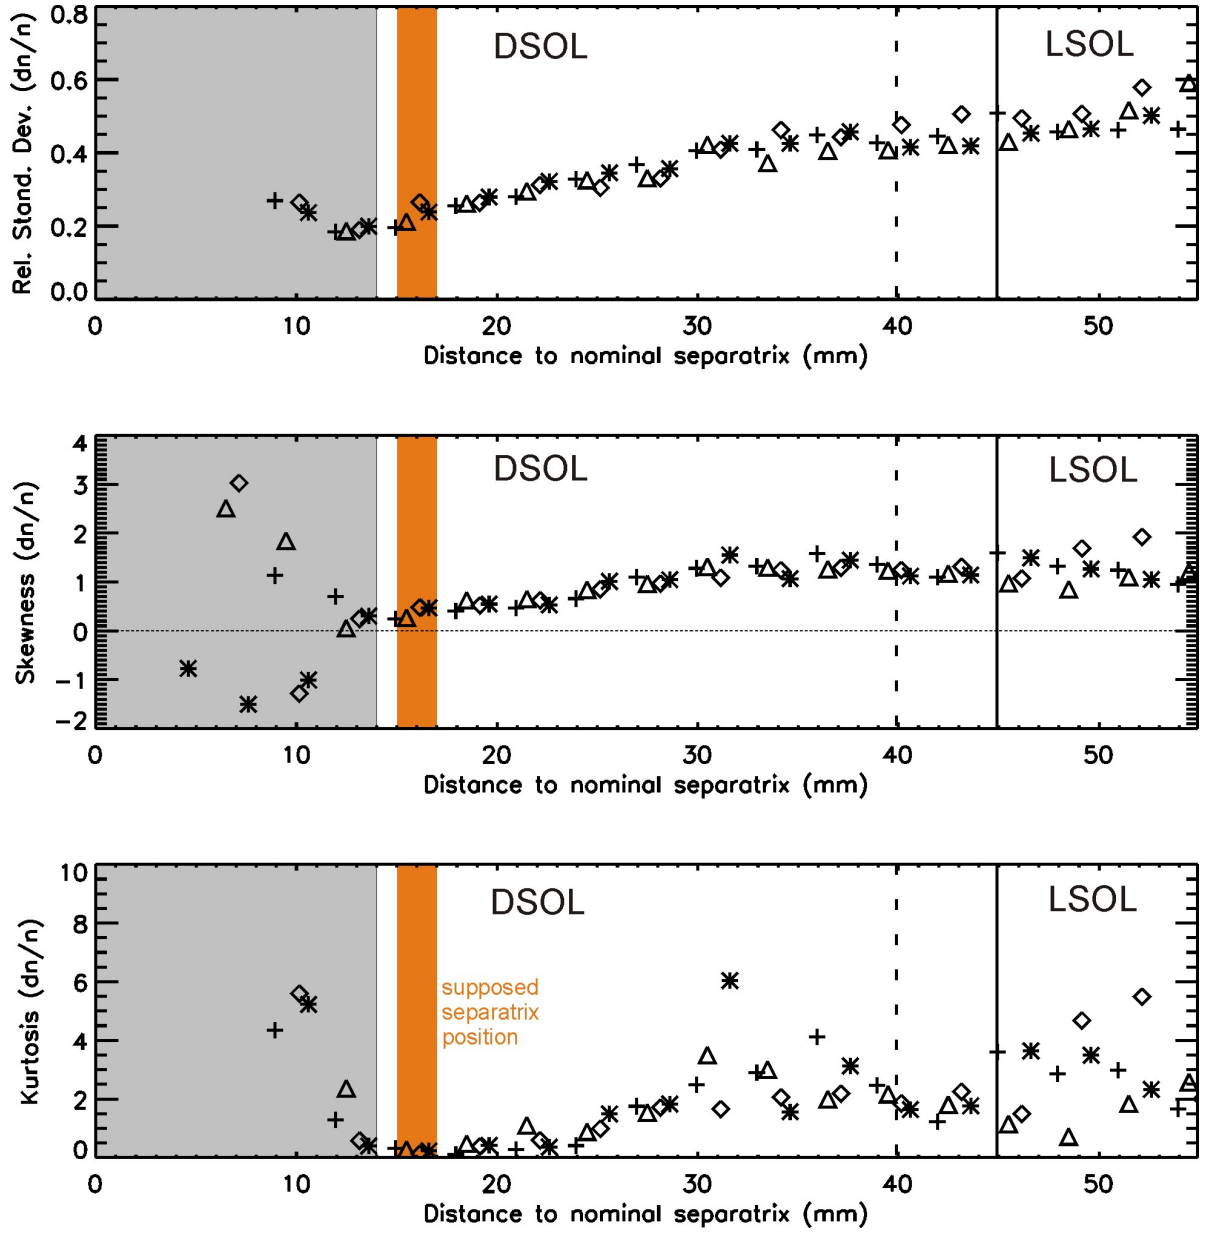 Rel. Stand. Dev. (dn/n)
0.8
0.6
0.4
0.2
0.0
DSOL
LSOL
0 10 20 30 40 50
Distance to nominal separatrix (mm)
Skewness (dn/n)
4
3
2
1
0
−1
−2
DSOL
LSOL
0 10 20 30 40 50
Distance to nominal separatrix (mm)
Kurtosis (dn/n)
10
8
6
4
2
0
DSOL
LSOL
supposed
separatrix
position
0 10 20 30 40 50
Distance to nominal separatrix (mm)